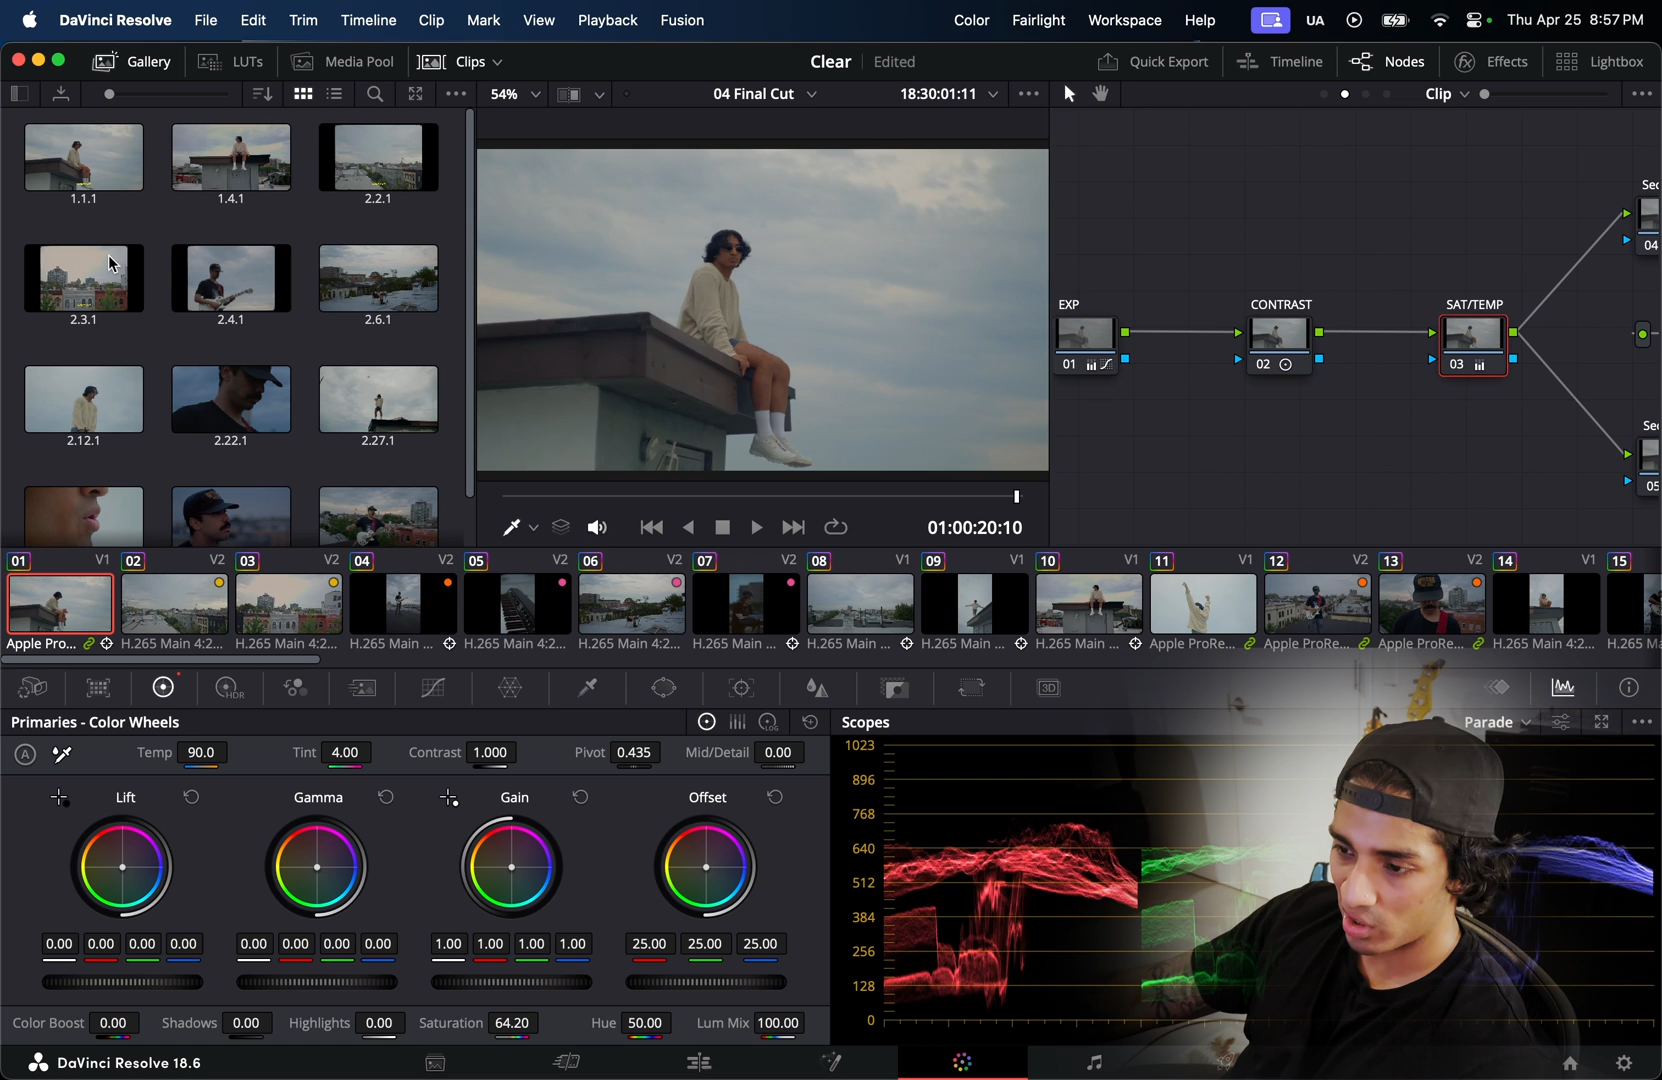 DaVinci Resolve File Edit Trim Timeline Clip Mark View Playback Fusion Color Fairlight Workspace Help UA Thu Apr 25 8:57 PM
Gallery LUTs Media Pool Clips Clear Edited Quick Export Timeline Nodes Effects Lightbox
54% 04 Final Cut 18:30:01:11 Clip
1.1.1 1.4.1 2.2.1
2.3.1 2.4.1 2.6.1
2.12.1 2.22.1 2.27.1
Sec
04
EXP CONTRAST SAT/TEMP
01 02 03
Sec
05
01:00:20:10
01 V1 02 V2 03 V2 04 V2 05 V2 06 V2 07 V2 08 V1 09 V1 10 V1 11 V1 12 V2 13 V2 14 V1 15
Apple Pro... H.265 Main 4:2... H.265 Main 4:2... H.265 Main ... H.265 Main 4:2... H.265 Main ... H.265 Main ... H.265 Main ... H.265 Main ... H.265 Main ... Apple ProRe... Apple ProRe... Apple ProRe... H.265 Main 4:2... H.265 Ma
HDR 3D
Primaries - Color Wheels LOG Scopes Parade
A Temp 90.0 Tint 4.00 Contrast 1.000 Pivot 0.435 Mid/Detail 0.00
Lift Gamma Gain Offset
0.00 0.00 0.00 0.00 0.00 0.00 0.00 0.00 1.00 1.00 1.00 1.00 25.00 25.00 25.00
Color Boost 0.00 Shadows 0.00 Highlights 0.00 Saturation 64.20 Hue 50.00 Lum Mix 100.00
1023
896
768
640
512
384
256
128
0
DaVinci Resolve 18.6